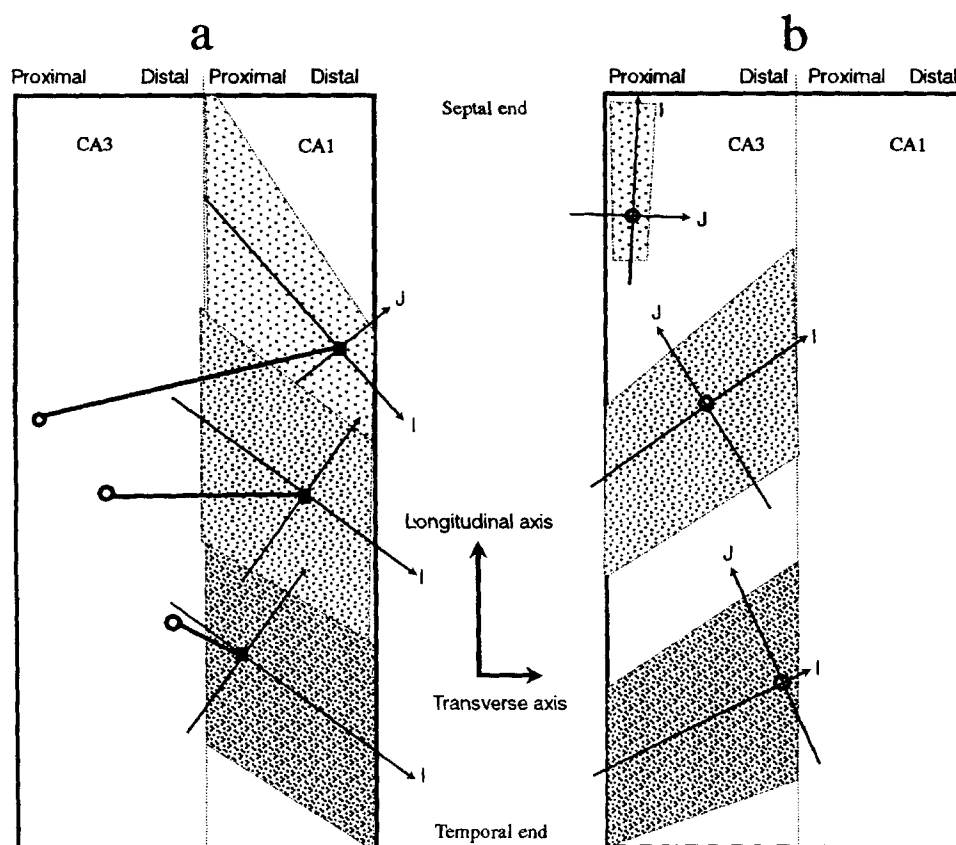 a
b
Proximal Distal Proximal Distal
Proximal Distal Proximal Distal
Septal end
CA3 CA1
CA3 CA1
I
J
J
I
J
I
I
Longitudinal axis
I
J
I
Transverse axis
I
Temporal end